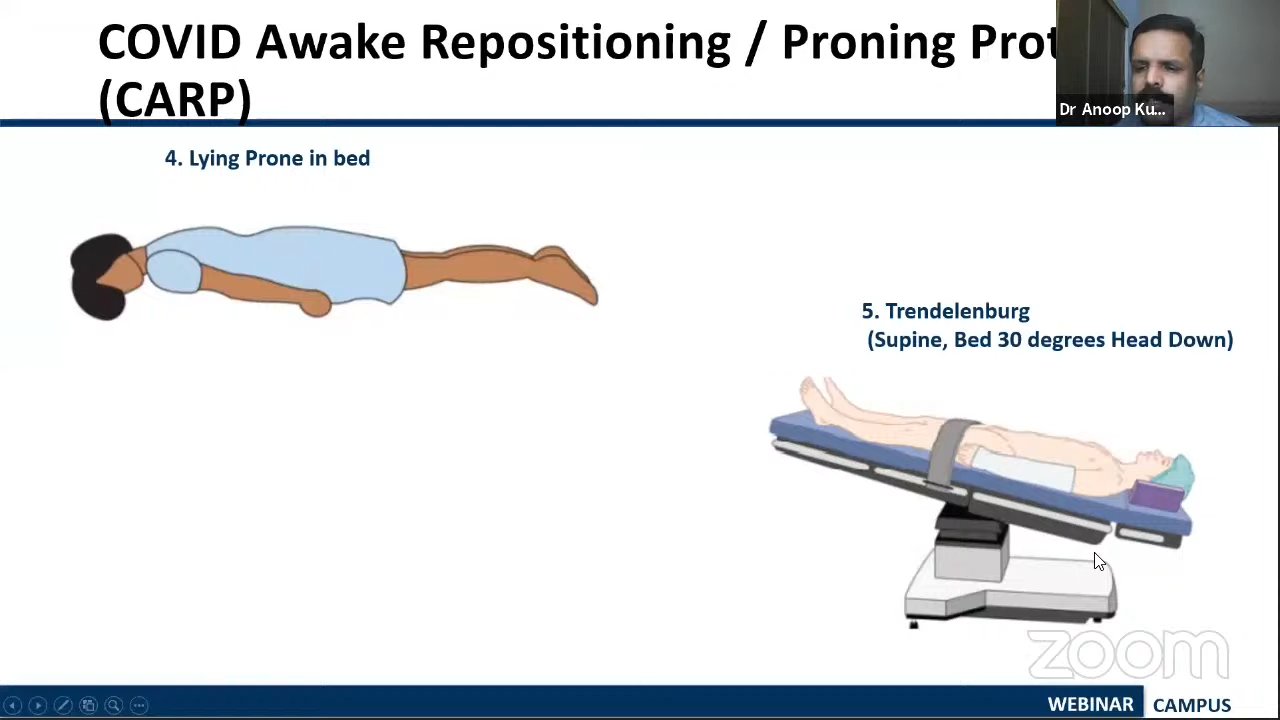 COVID Awake Repositioning / Proning
(CARP)
Dr Anoop Ku...
4. Lying Prone in bed
5. Trendelenburg
(Supine, Bed 30 degrees Head Down)
zoom
WEBINAR CAMPUS